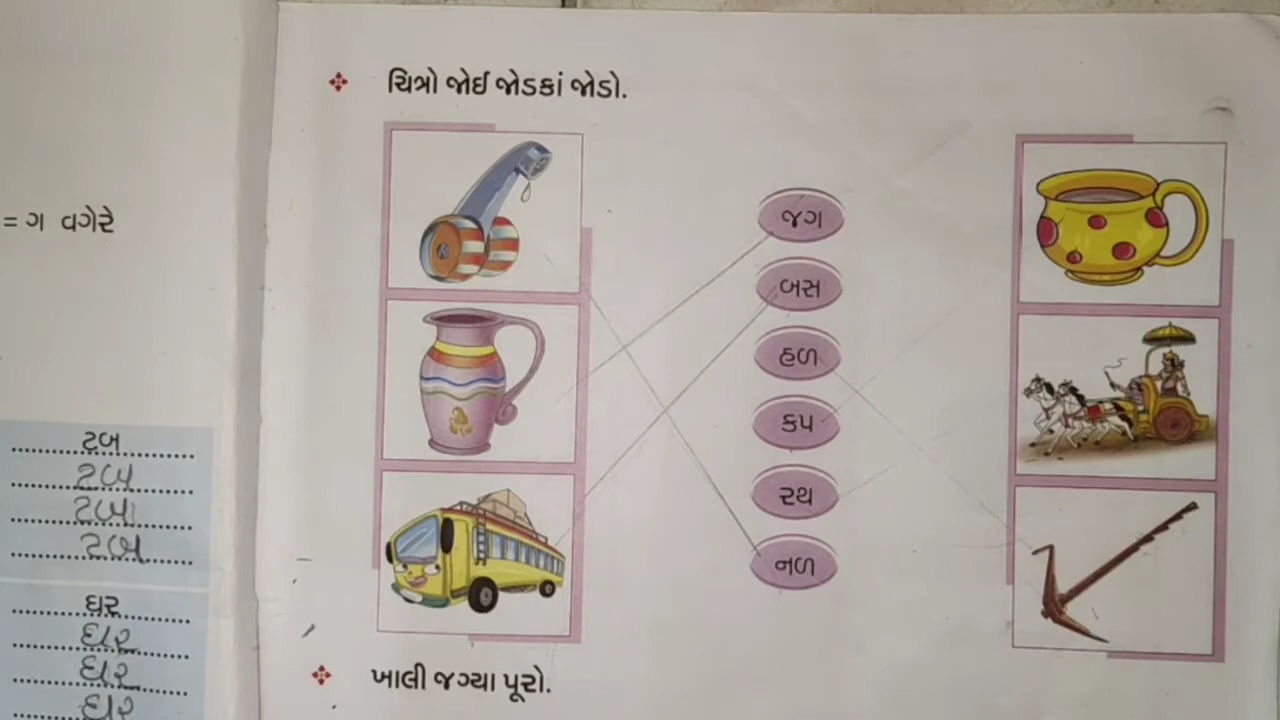 ચિત્રો જોઈ જોડકાં જોડો.
= ગ વગેરે
જગ
બસ
હળ
કપ
રથ
નળ
ટબ
ટબ
ટબ
ટબ
ઘર
ઘર
ઘર
ઘર
ખાલી જગ્યા પૂરો.